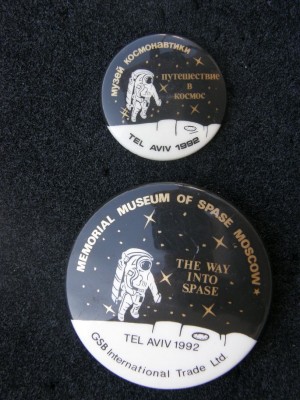 музей космонавтики
путешествие
в
космос
TEL AVIV 1992
MEMORIAL MUSEUM OF SPASE MOSCOW
THE WAY
INTO
SPASE
TEL AVIV 1992
GSB International Trade Ltd.